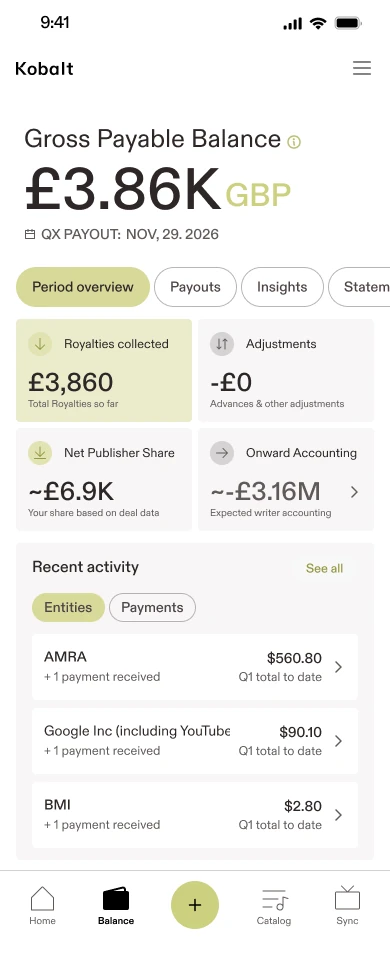 9:41
Kobalt
Gross Payable Balance
£3.86K GBP
QX PAYOUT: NOV, 29. 2026
Period overview
Payouts
Insights
Statem
Royalties collected
£3,860
Total Royalties so far
Adjustments
-£0
Advances & other adjustments
Net Publisher Share
~£6.9K
Your share based on deal data
Onward Accounting
~-£3.16M
Expected writer accounting
Recent activity
See all
Entities
Payments
AMRA
$560.80
+ 1 payment received
Q1 total to date
Google Inc (including YouTube
$90.10
+ 1 payment received
Q1 total to date
BMI
$2.80
+ 1 payment received
Q1 total to date
Home
Balance
Catalog
Sync